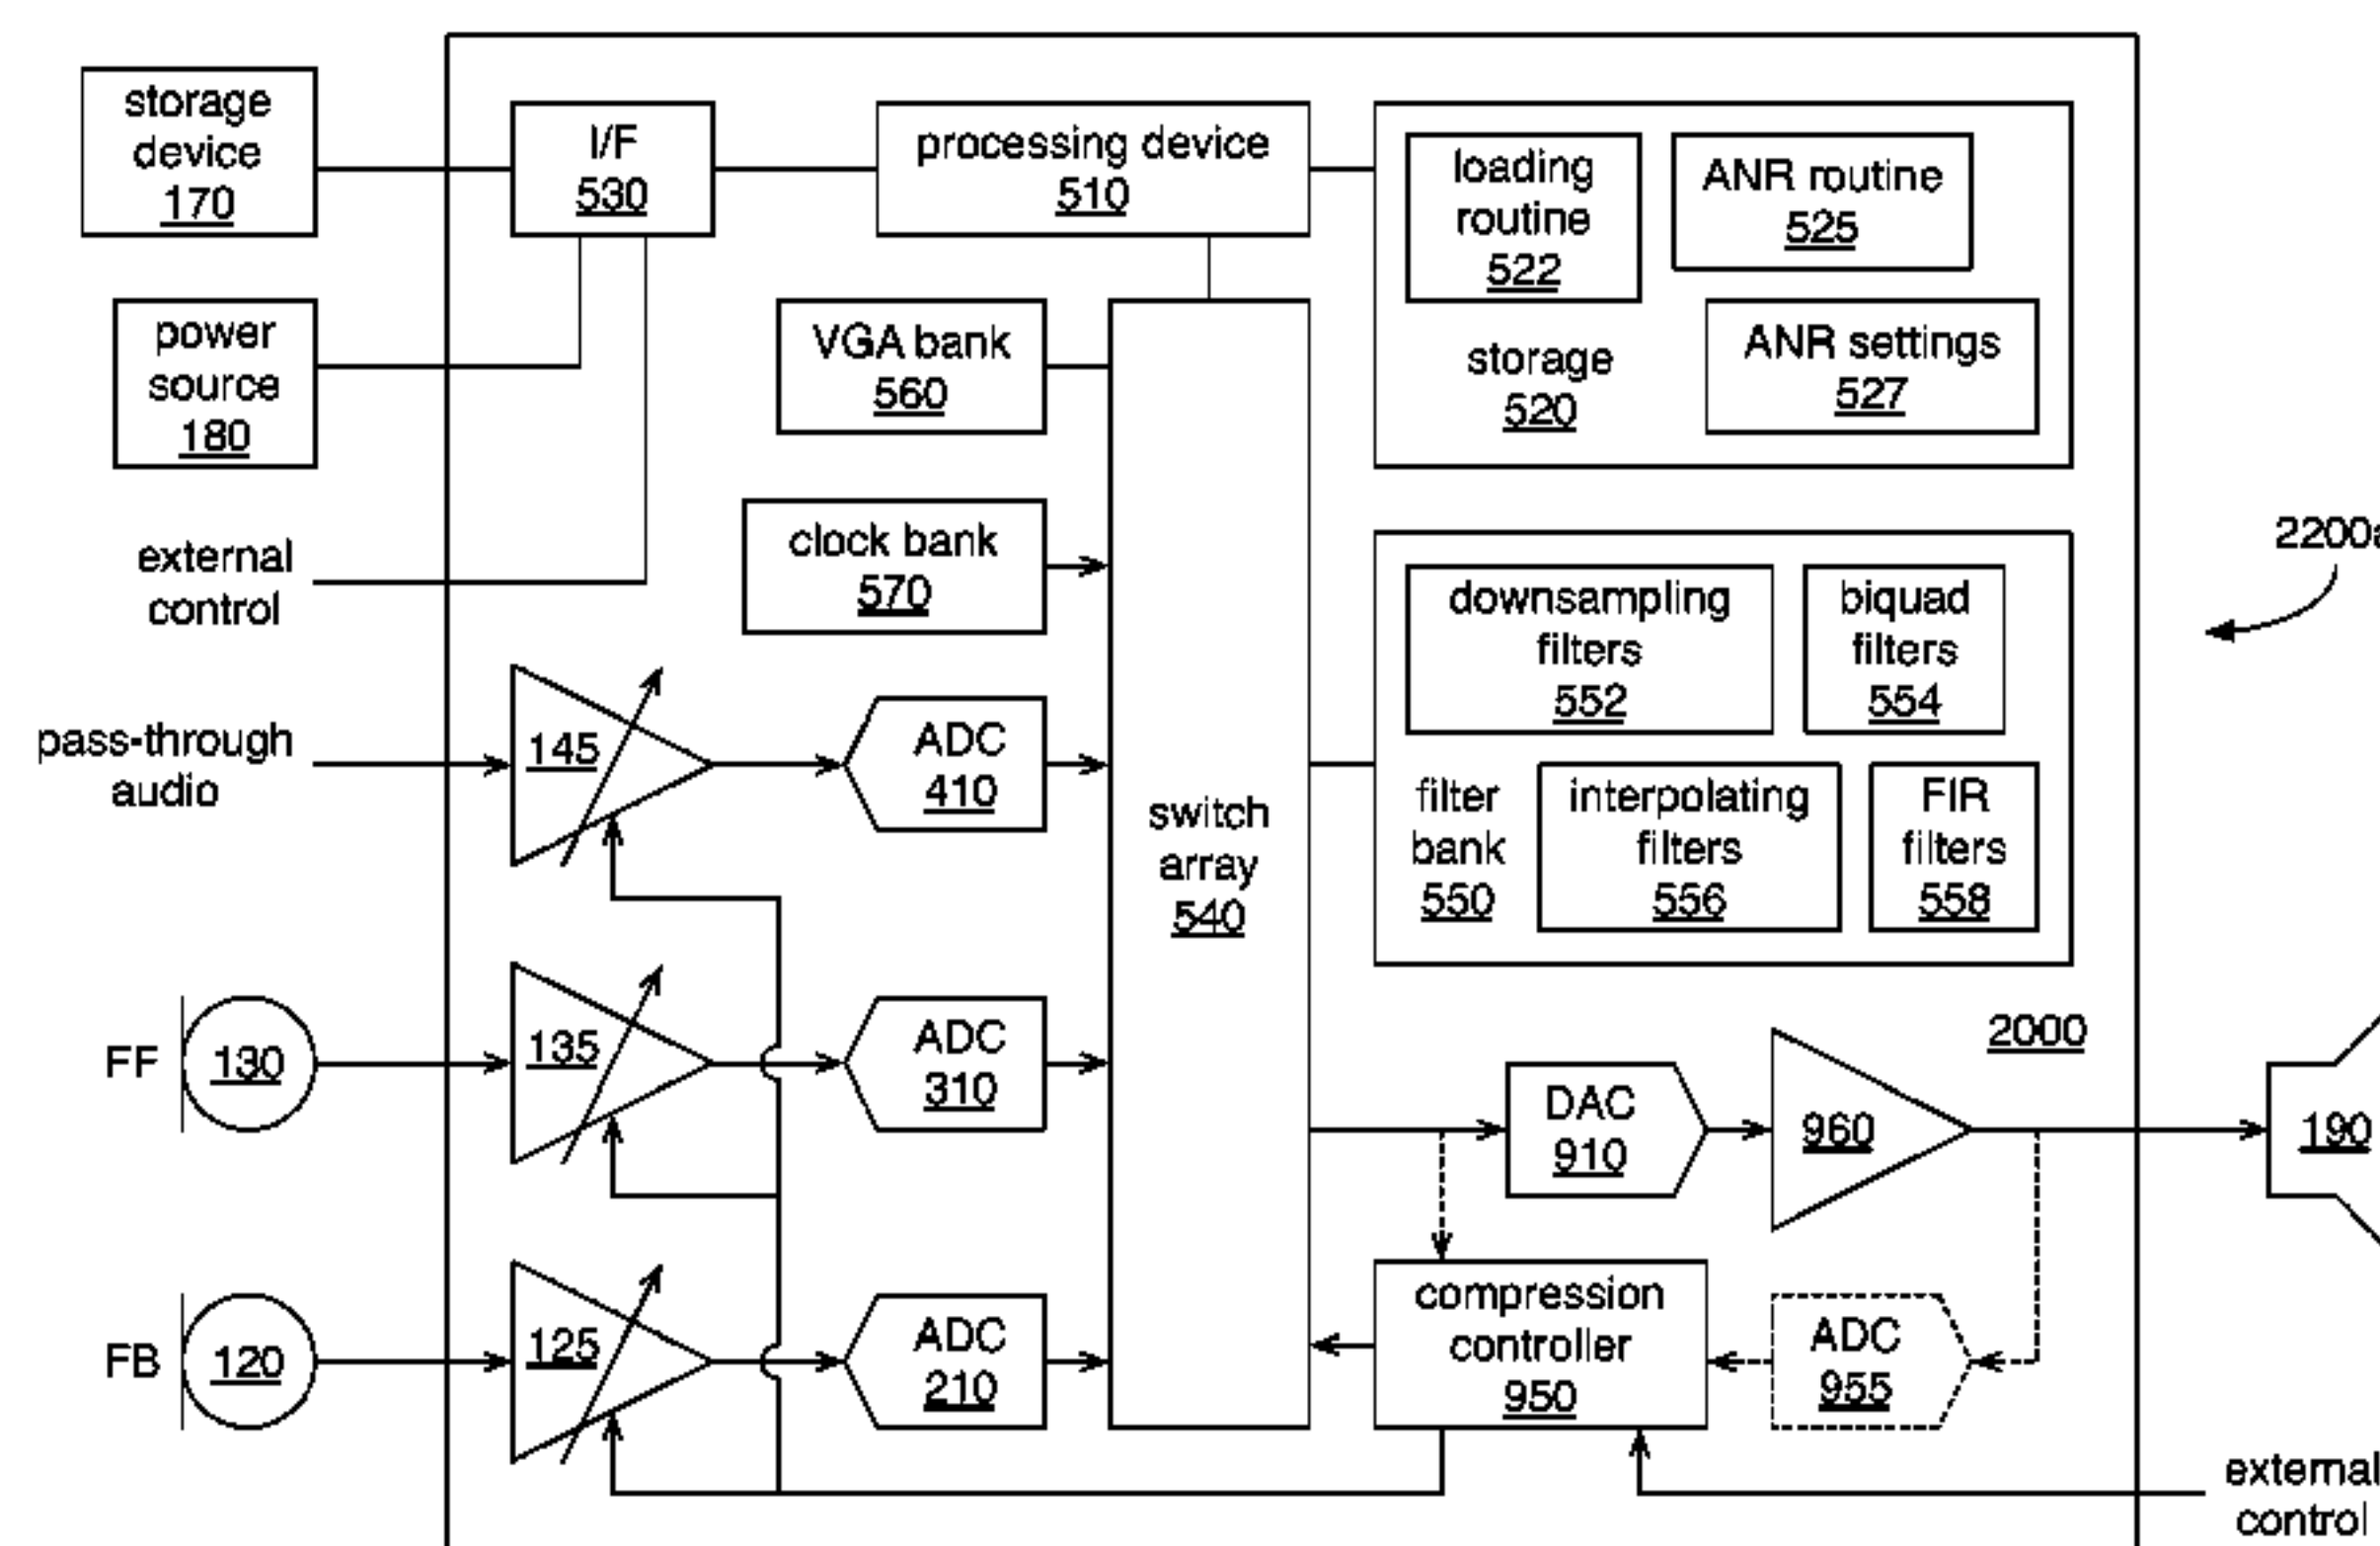 storage
device
170
I/F
530
processing device
510
loading
routine
522
ANR routine
525
storage
520
ANR settings
527
power
source
180
VGA bank
560
external
control
clock bank
570
2200a
downsampling
filters
552
biquad
filters
554
filter
bank
550
interpolating
filters
556
FIR
filters
558
pass-through
audio
145
ADC
410
switch
array
540
FF
130
135
ADC
310
2000
DAC
910
960
190
FB
120
125
ADC
210
compression
controller
950
ADC
955
external
control